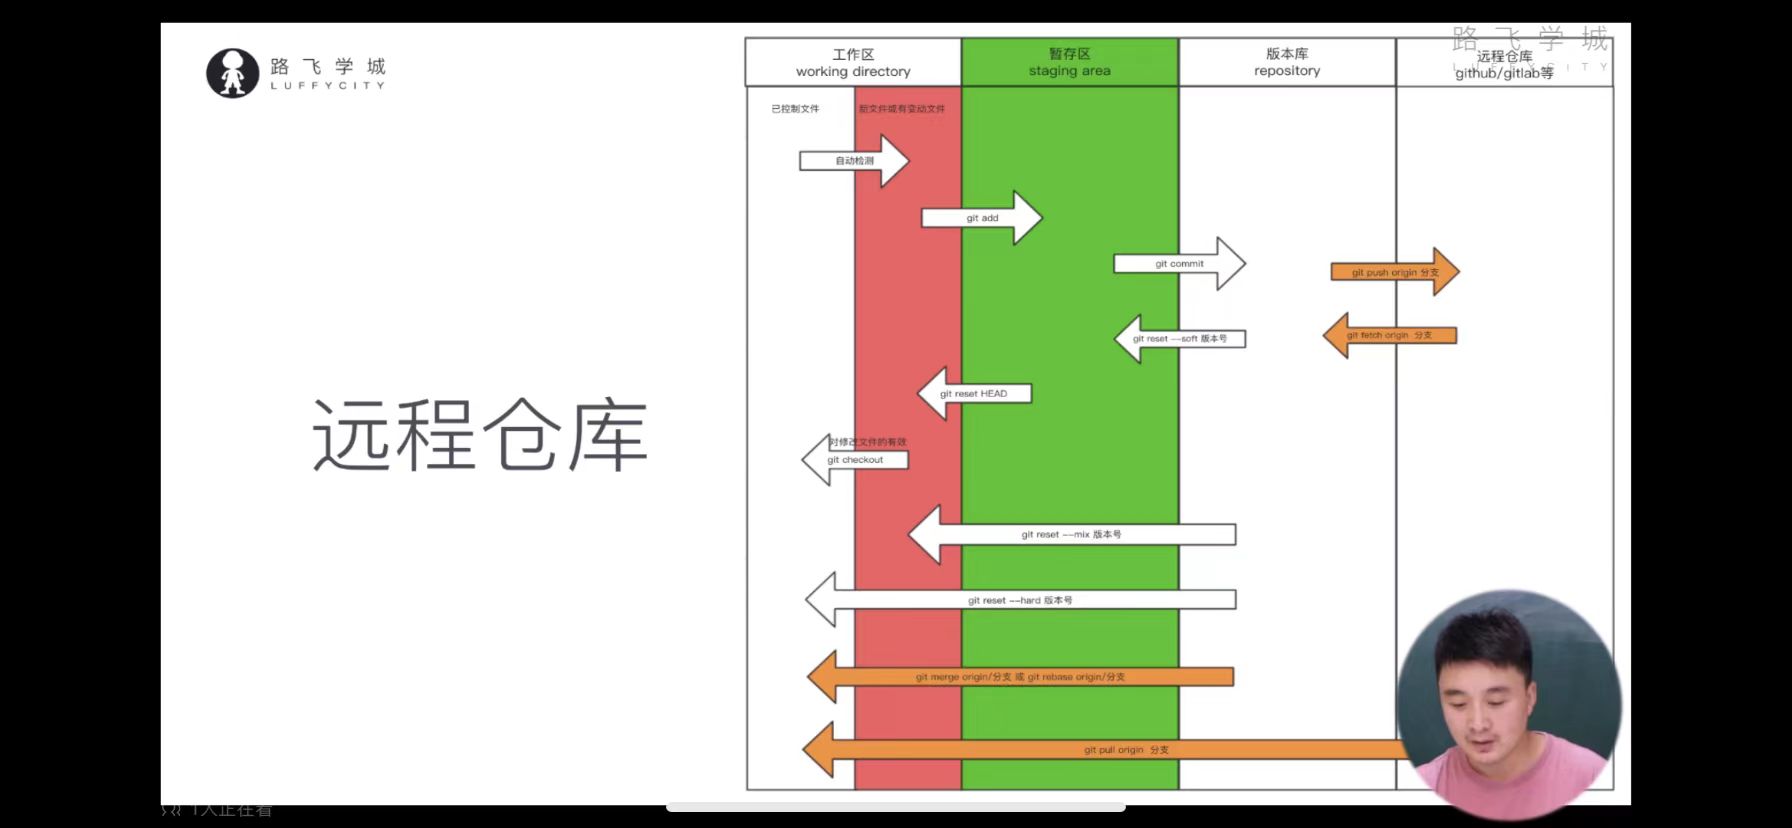 路飞学城
LUFFYCITY
远程仓库
工作区
working directory
暂存区
staging area
版本库
repository
路飞学城
LUFFYCITY
远程仓库
github/gitlab等
已控制文件
新文件或有变动文件
自动检测
git add
git commit
git push origin 分支
git reset --soft 版本号
git fetch origin 分支
git reset HEAD
对修改文件的有效
git checkout
git reset --mix 版本号
git reset --hard 版本号
git merge origin/分支 或 git rebase origin/分支
git pull origin 分支
1人正在看